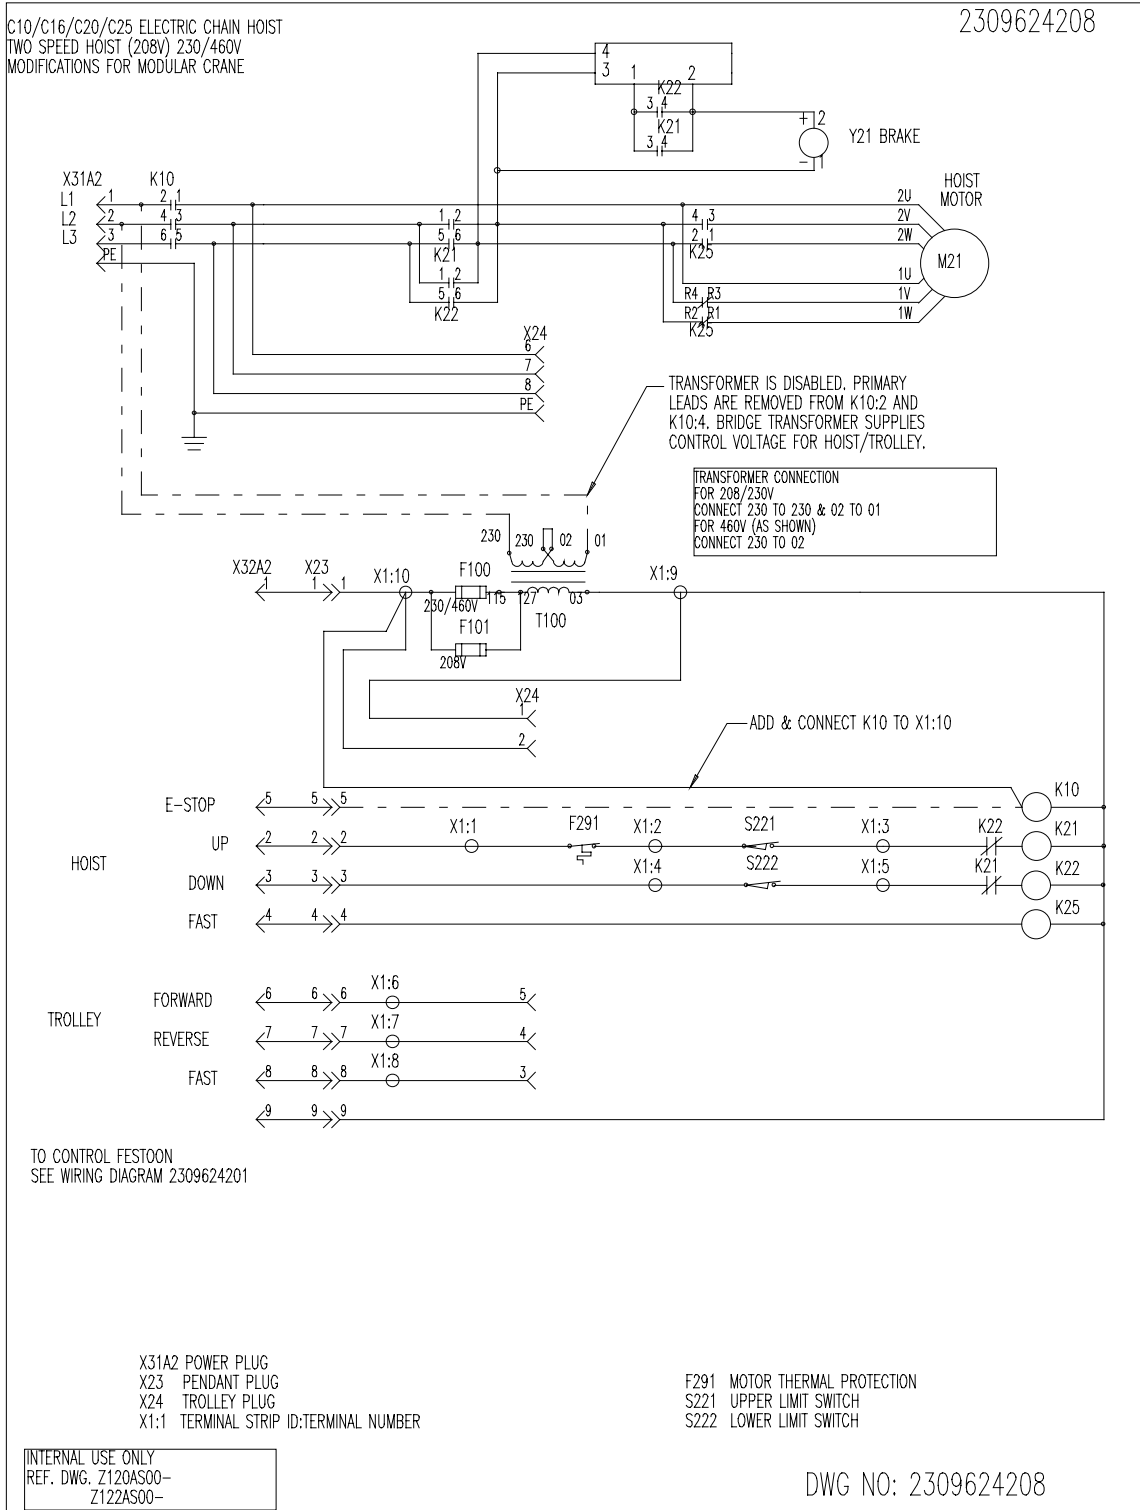 C10/C16/C20/C25 ELECTRIC CHAIN HOIST
TWO SPEED HOIST (208V) 230/460V
MODIFICATIONS FOR MODULAR CRANE
2309624208
4
3
1
2
K22
3 4
K21
3 4
+ 2
- 1
Y21 BRAKE
X31A2
K10
HOIST
MOTOR
L1
1
2 1
2U
L2
2
4 3
1 2
4 3
2V
L3
3
6 5
5 6
K21
2 1
K25
2W
PE
M21
1 2
1U
5 6
K22
R4 R3
1V
R2 R1
K25
1W
X24
6
7
8
PE
TRANSFORMER IS DISABLED. PRIMARY
LEADS ARE REMOVED FROM K10:2 AND
K10:4. BRIDGE TRANSFORMER SUPPLIES
CONTROL VOLTAGE FOR HOIST/TROLLEY.
TRANSFORMER CONNECTION
FOR 208/230V
CONNECT 230 TO 230 & 02 TO 01
FOR 460V (AS SHOWN)
CONNECT 230 TO 02
230 230 02 01
X32A2
X23
X1:10
F100
X1:9
1
1
1
230/460V
115
127
03
F101
T100
208V
X24
1
2
ADD & CONNECT K10 TO X1:10
E-STOP
5
5
5
K10
HOIST
UP
2
2
2
X1:1
F291
X1:2
S221
X1:3
K22
K21
DOWN
3
3
3
X1:4
S222
X1:5
K21
K22
FAST
4
4
4
K25
TROLLEY
FORWARD
6
6
6
X1:6
5
REVERSE
7
7
7
X1:7
4
FAST
8
8
8
X1:8
3
9
9
9
TO CONTROL FESTOON
SEE WIRING DIAGRAM 2309624201
X31A2 POWER PLUG
X23 PENDANT PLUG
X24 TROLLEY PLUG
X1:1 TERMINAL STRIP ID:TERMINAL NUMBER
F291 MOTOR THERMAL PROTECTION
S221 UPPER LIMIT SWITCH
S222 LOWER LIMIT SWITCH
INTERNAL USE ONLY
REF. DWG. Z120AS00-
Z122AS00-
DWG NO: 2309624208